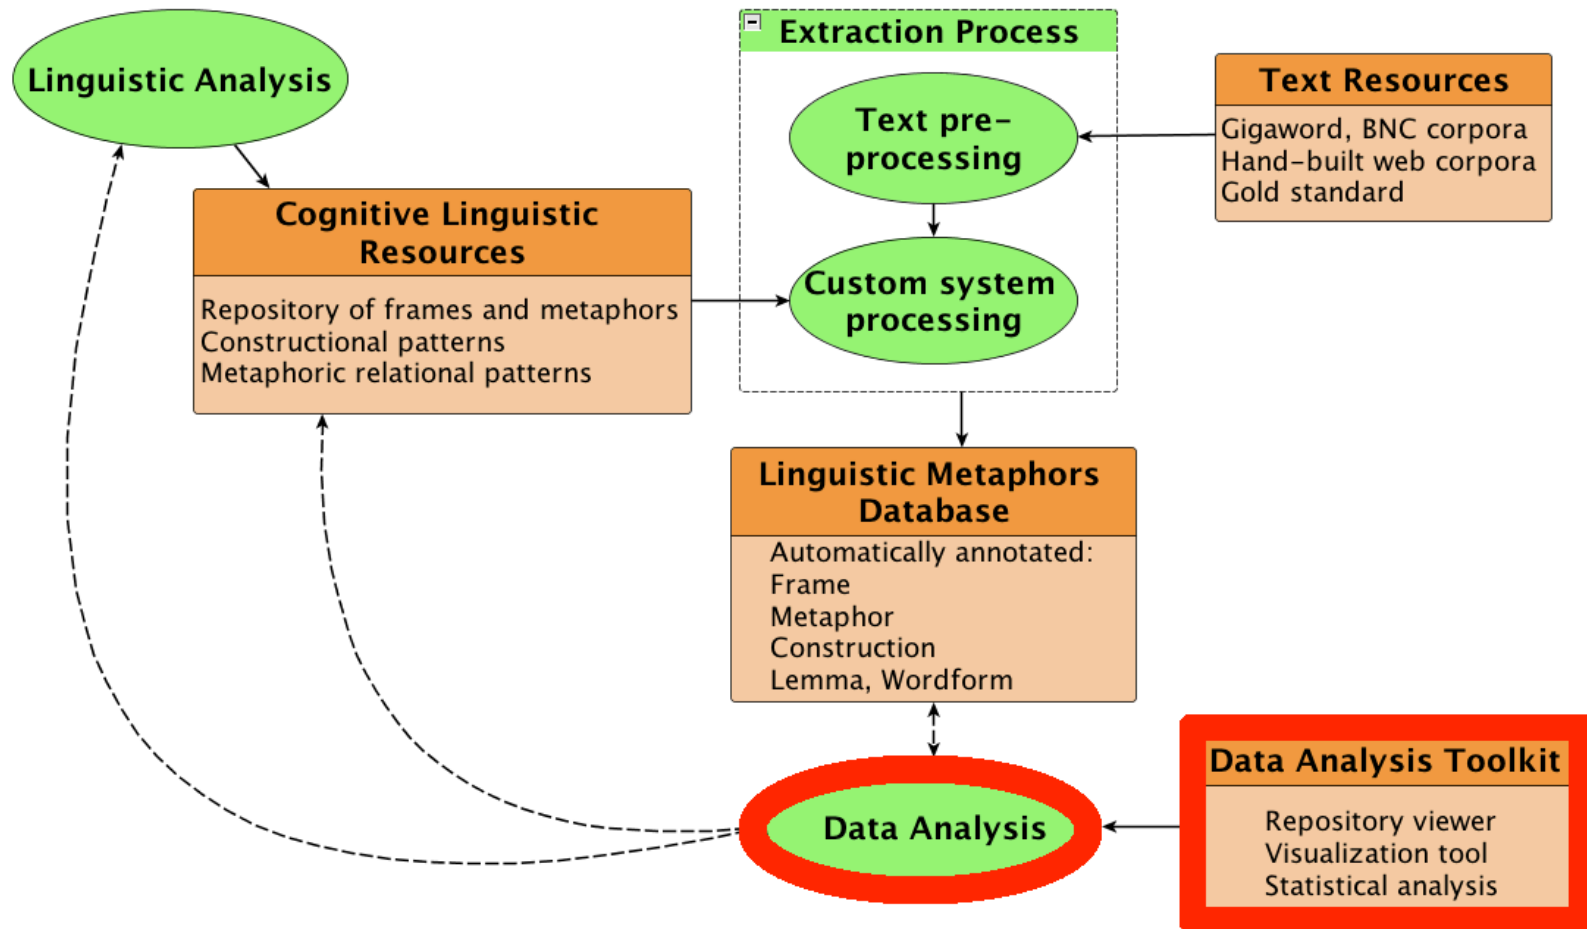 Linguistic Analysis
Extraction Process
Text pre-
processing
Custom system
processing
Text Resources
Gigaword, BNC corpora
Hand-built web corpora
Gold standard
Cognitive Linguistic
Resources
Repository of frames and metaphors
Constructional patterns
Metaphoric relational patterns
Linguistic Metaphors
Database
Automatically annotated:
Frame
Metaphor
Construction
Lemma, Wordform
Data Analysis
Data Analysis Toolkit
Repository viewer
Visualization tool
Statistical analysis